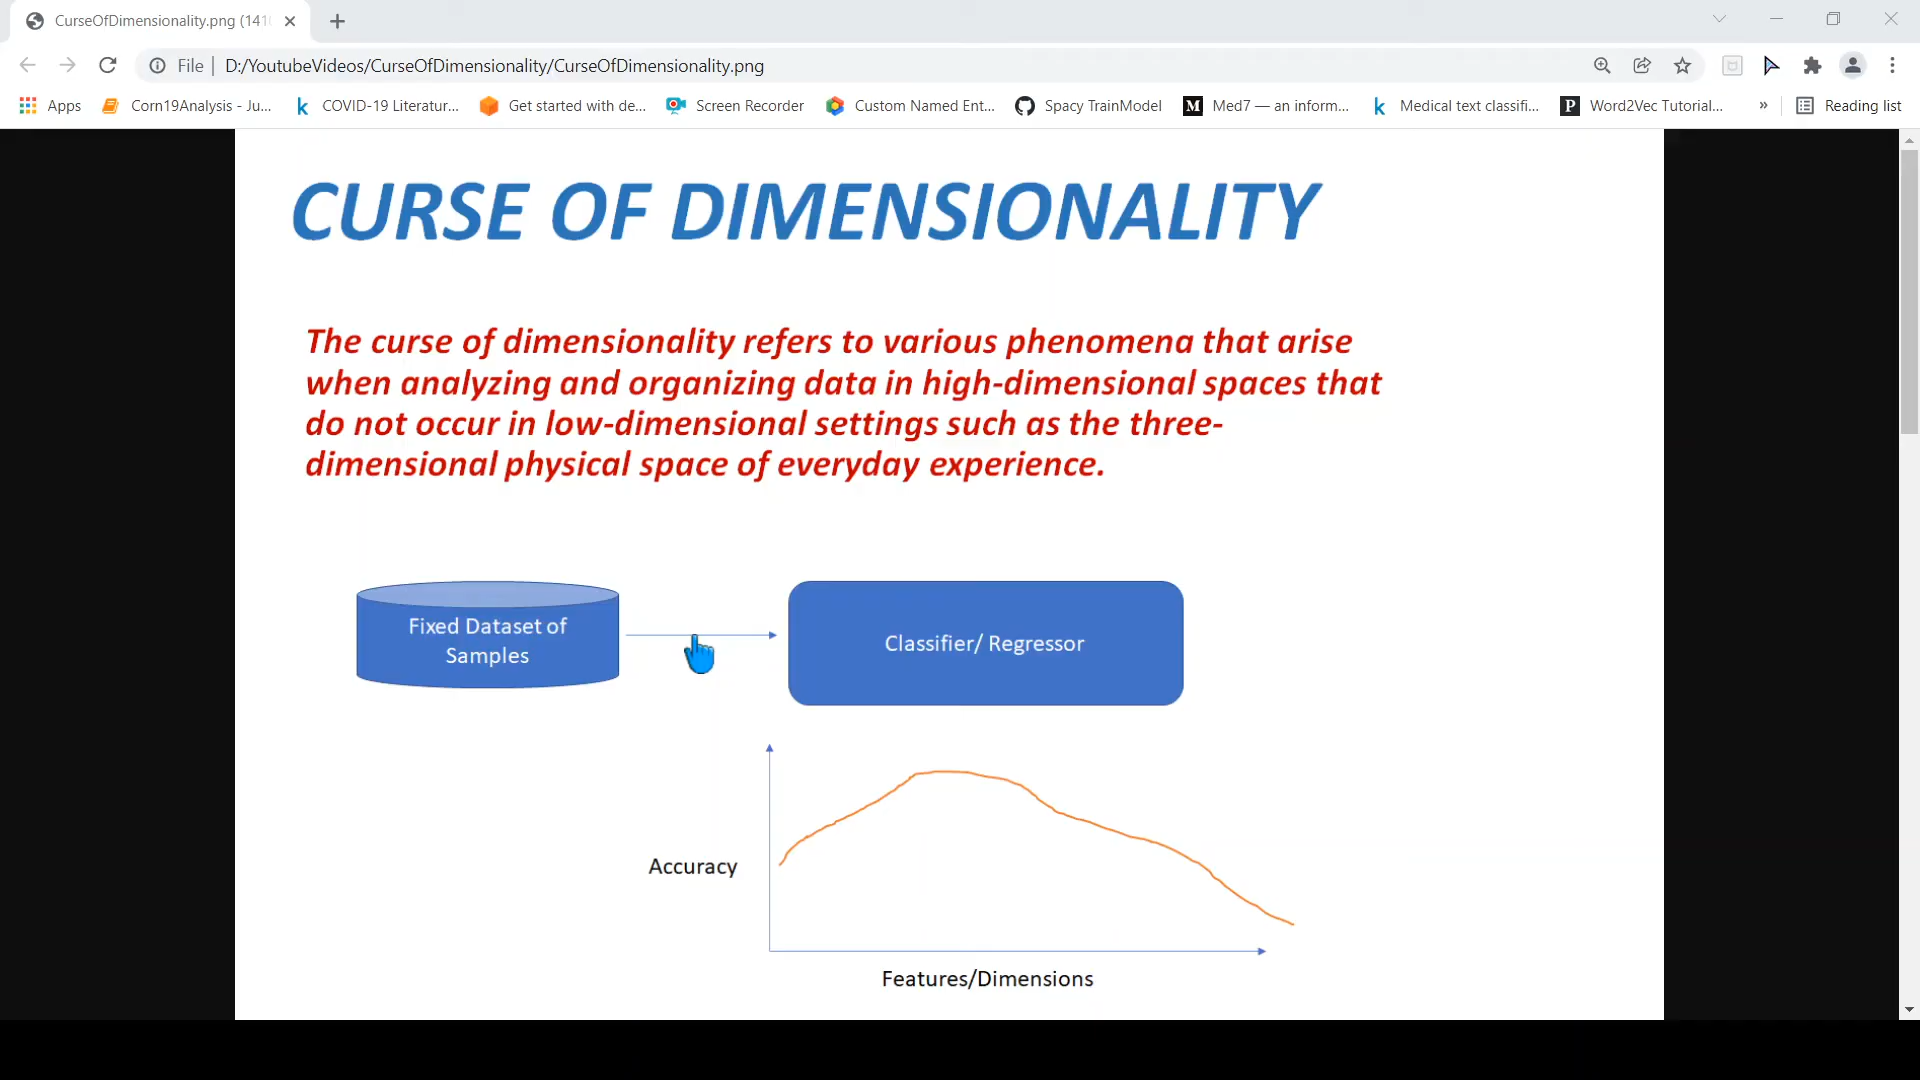 CurseOfDimensionality.png (141
File
D:/YoutubeVideos/CurseOfDimensionality/CurseOfDimensionality.png
Apps
Corn19Analysis - Ju...
COVID-19 Literatur...
Get started with de...
Screen Recorder
Custom Named Ent...
Spacy TrainModel
Med7 — an inform...
Medical text classifi...
Word2Vec Tutorial...
»
Reading list
CURSE OF DIMENSIONALITY
The curse of dimensionality refers to various phenomena that arise
when analyzing and organizing data in high-dimensional spaces that
do not occur in low-dimensional settings such as the three-
dimensional physical space of everyday experience.
Fixed Dataset of
Samples
Classifier/ Regressor
Accuracy
Features/Dimensions